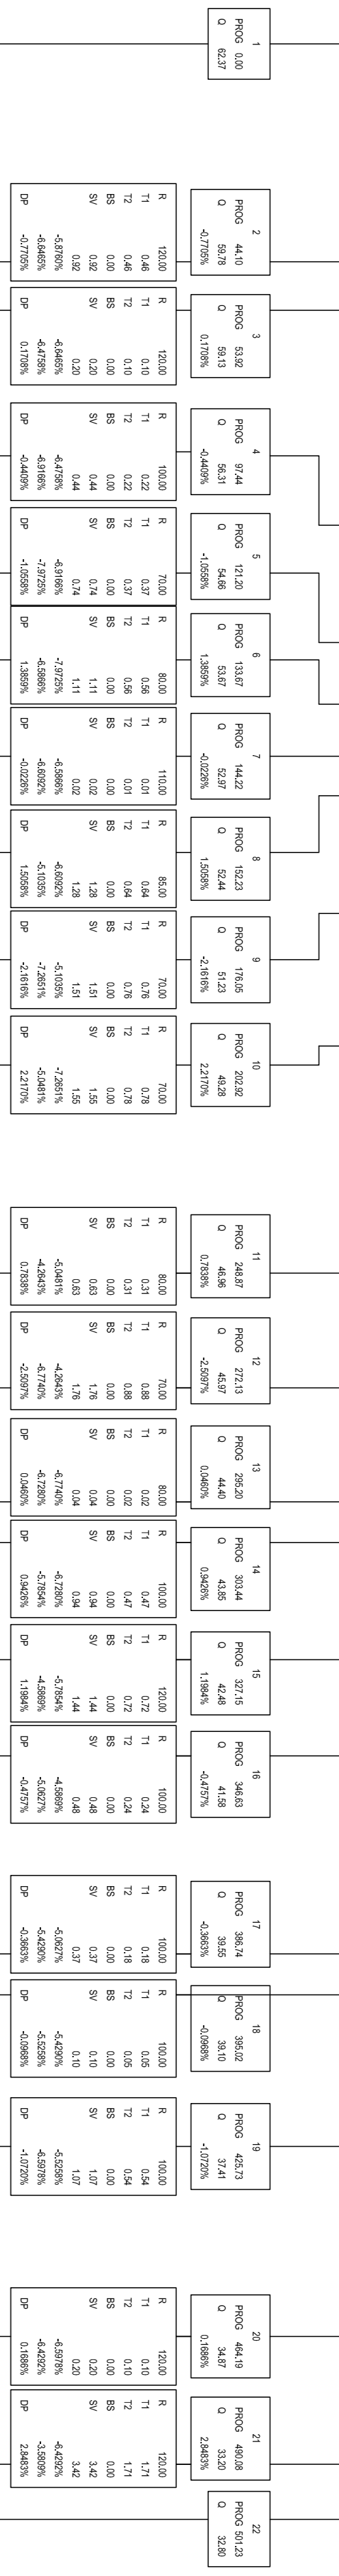 1
PROG 0.00
Q 62.37
2
PROG 44.10
Q 59.78
-0.7705%
R 120.00
T1 0.46
T2 0.46
BS 0.00
SV 0.92
0.92
-5.8760%
-6.6465%
DP -0.7705%
3
PROG 53.92
Q 59.13
0.1708%
R 120.00
T1 0.10
T2 0.10
BS 0.00
SV 0.20
0.20
-6.6465%
-6.4758%
DP 0.1708%
4
PROG 97.44
Q 56.31
-0.4409%
R 100.00
T1 0.22
T2 0.22
BS 0.00
SV 0.44
0.44
-6.4758%
-6.9166%
DP -0.4409%
5
PROG 121.20
Q 54.66
-1.0558%
R 70.00
T1 0.37
T2 0.37
BS 0.00
SV 0.74
0.74
-6.9166%
-7.9725%
DP -1.0558%
6
PROG 133.67
Q 53.67
1.3859%
R 80.00
T1 0.56
T2 0.56
BS 0.00
SV 1.11
1.11
-7.9725%
-6.5866%
DP 1.3859%
7
PROG 144.22
Q 52.97
-0.0226%
R 110.00
T1 0.01
T2 0.01
BS 0.00
SV 0.02
0.02
-6.5866%
-6.6092%
DP -0.0226%
8
PROG 152.23
Q 52.44
1.5058%
R 85.00
T1 0.64
T2 0.64
BS 0.00
SV 1.28
1.28
-6.6092%
-5.1035%
DP 1.5058%
9
PROG 176.05
Q 51.23
-2.1616%
R 70.00
T1 0.76
T2 0.76
BS 0.00
SV 1.51
1.51
-5.1035%
-7.2651%
DP -2.1616%
10
PROG 202.92
Q 49.28
2.2170%
R 70.00
T1 0.78
T2 0.78
BS 0.00
SV 1.55
1.55
-7.2651%
-5.0481%
DP 2.2170%
11
PROG 248.87
Q 46.96
0.7838%
R 80.00
T1 0.31
T2 0.31
BS 0.00
SV 0.63
0.63
-5.0481%
-4.2643%
DP 0.7838%
12
PROG 272.13
Q 45.97
-2.5097%
R 70.00
T1 0.88
T2 0.88
BS 0.00
SV 1.76
1.76
-4.2643%
-6.7740%
DP -2.5097%
13
PROG 295.20
Q 44.40
0.0460%
R 80.00
T1 0.02
T2 0.02
BS 0.00
SV 0.04
0.04
-6.7740%
-6.7280%
DP 0.0460%
14
PROG 303.44
Q 43.85
0.9426%
R 100.00
T1 0.47
T2 0.47
BS 0.00
SV 0.94
0.94
-6.7280%
-5.7854%
DP 0.9426%
15
PROG 327.15
Q 42.48
1.1984%
R 120.00
T1 0.72
T2 0.72
BS 0.00
SV 1.44
1.44
-5.7854%
-4.5869%
DP 1.1984%
16
PROG 346.63
Q 41.58
-0.4757%
R 100.00
T1 0.24
T2 0.24
BS 0.00
SV 0.48
0.48
-4.5869%
-5.0627%
DP -0.4757%
17
PROG 386.74
Q 39.55
-0.3663%
R 100.00
T1 0.18
T2 0.18
BS 0.00
SV 0.37
0.37
-5.0627%
-5.4290%
DP -0.3663%
18
PROG 395.02
Q 39.10
-0.0968%
R 100.00
T1 0.05
T2 0.05
BS 0.00
SV 0.10
0.10
-5.4290%
-5.5258%
DP -0.0968%
19
PROG 425.73
Q 37.41
-1.0720%
R 100.00
T1 0.54
T2 0.54
BS 0.00
SV 1.07
1.07
-5.5258%
-6.5978%
DP -1.0720%
20
PROG 464.19
Q 34.87
0.1686%
R 120.00
T1 0.10
T2 0.10
BS 0.00
SV 0.20
0.20
-6.5978%
-6.4292%
DP 0.1686%
21
PROG 490.08
Q 33.20
2.8483%
R 120.00
T1 1.71
T2 1.71
BS 0.00
SV 3.42
3.42
-6.4292%
-3.5809%
DP 2.8483%
22
PROG 501.23
Q 32.80